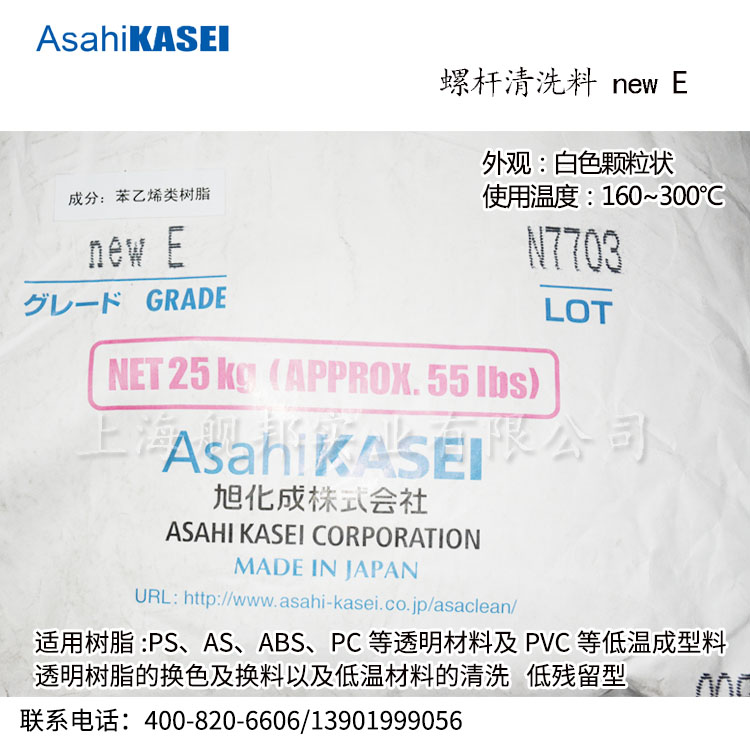 AsahiKASEI
螺杆清洗料 new E
外观：白色颗粒状
使用温度：160~300℃
成分：苯乙烯类树脂
new E
グレード GRADE
N7703
LOT
NET 25 kg (APPROX. 55 lbs)
上海舰邦实业有限公司
AsahiKASEI
旭化成株式会社
ASAHI KASEI CORPORATION
MADE IN JAPAN
URL: http://www.asahi-kasei.co.jp/asaclean/
适用树脂 :PS、AS、ABS、PC 等透明材料及 PVC 等低温成型料
透明树脂的换色及换料以及低温材料的清洗 低残留型
联系电话：400-820-6606/13901999056